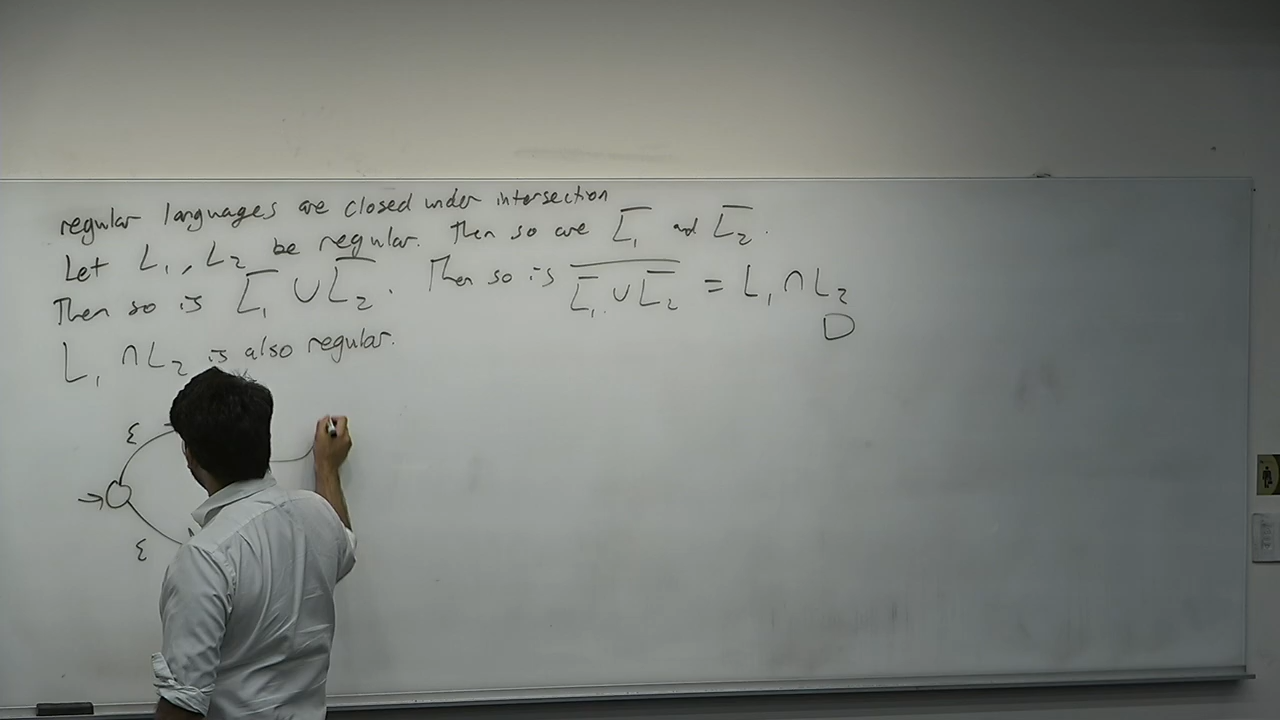 regular languages are closed under intersection
Let L₁, L₂ be regular. Then so are L̅₁ and L̅₂.
Then so is L̅₁ ∪ L̅₂. Then so is \overline{L̅₁ ∪ L̅₂} = L₁ ∩ L₂
L₁ ∩ L₂ is also regular.
ε
ε